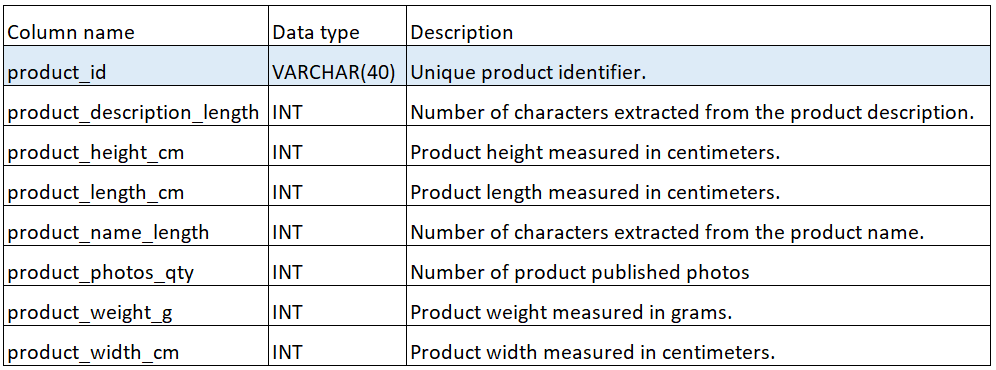 Column name Data type Description
product_id VARCHAR(40) Unique product identifier.
product_description_length INT Number of characters extracted from the product description.
product_height_cm INT Product height measured in centimeters.
product_length_cm INT Product length measured in centimeters.
product_name_length INT Number of characters extracted from the product name.
product_photos_qty INT Number of product published photos
product_weight_g INT Product weight measured in grams.
product_width_cm INT Product width measured in centimeters.